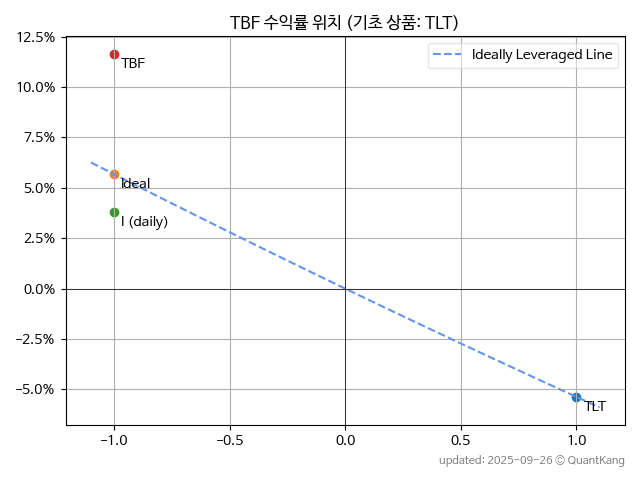 TBF 수익률 위치 (기초 상품: TLT)
12.5%
10.0%
7.5%
5.0%
2.5%
0.0%
−2.5%
−5.0%
Ideally Leveraged Line
TBF
Ideal
I (daily)
TLT
−1.0 −0.5 0.0 0.5 1.0
updated: 2025-09-26 © QuantKang